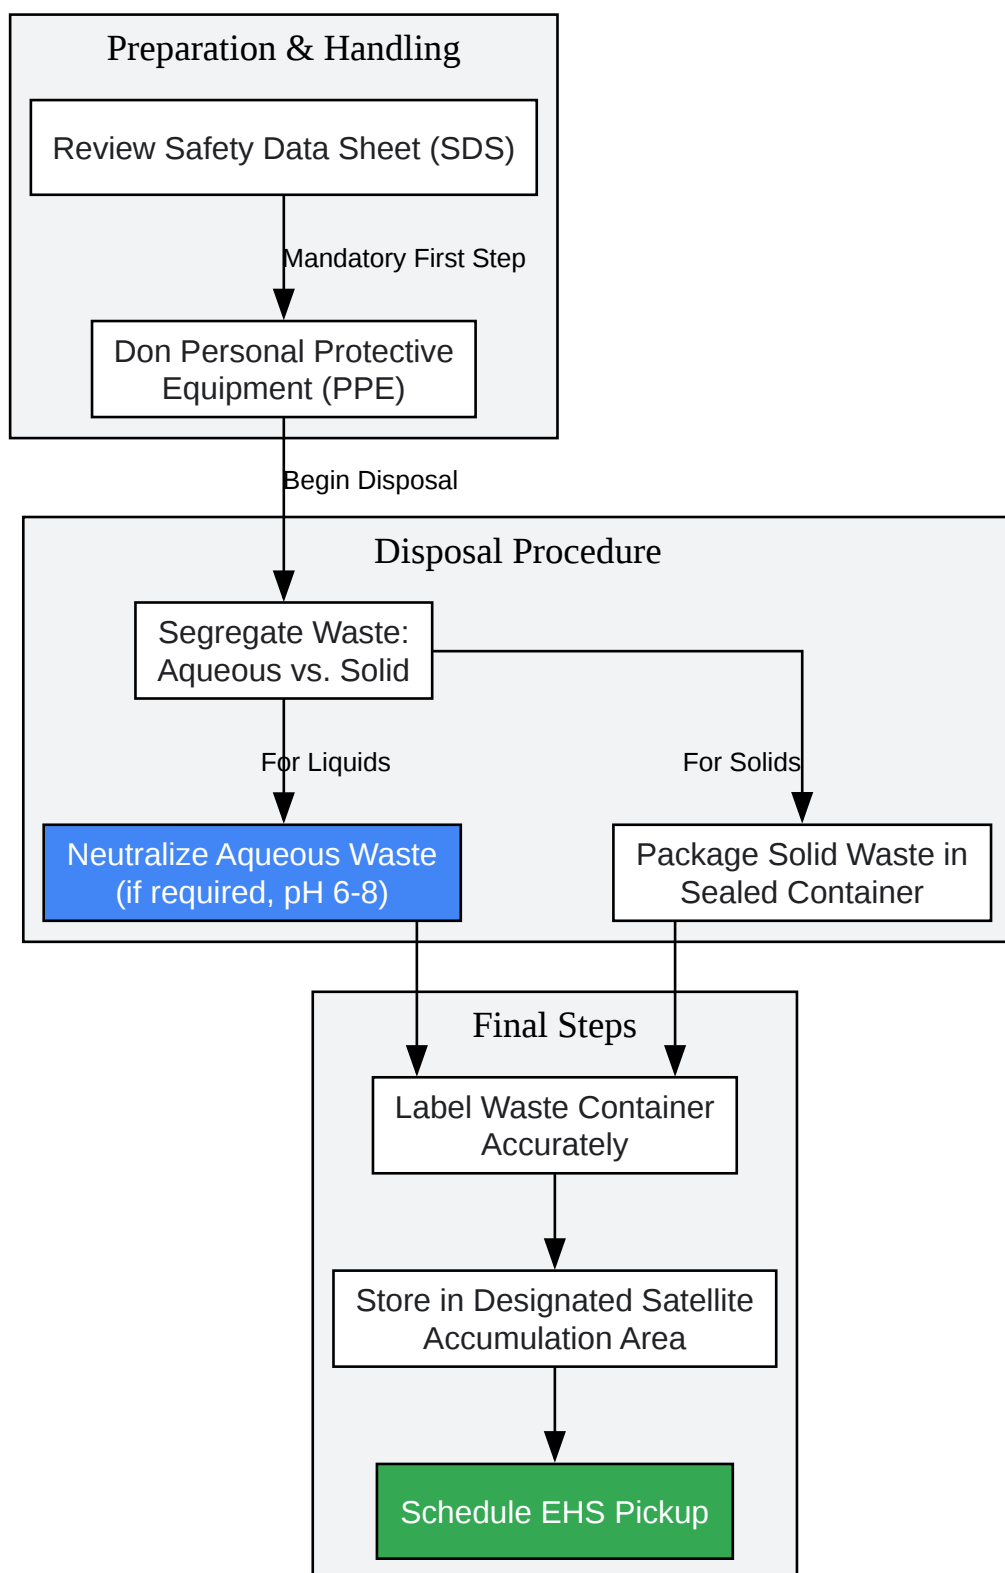 Preparation & Handling
Review Safety Data Sheet (SDS)
Mandatory First Step
Don Personal Protective
Equipment (PPE)
Begin Disposal
Disposal Procedure
Segregate Waste:
Aqueous vs. Solid
For Liquids
For Solids
Neutralize Aqueous Waste
(if required, pH 6-8)
Package Solid Waste in
Sealed Container
Final Steps
Label Waste Container
Accurately
Store in Designated Satellite
Accumulation Area
Schedule EHS Pickup